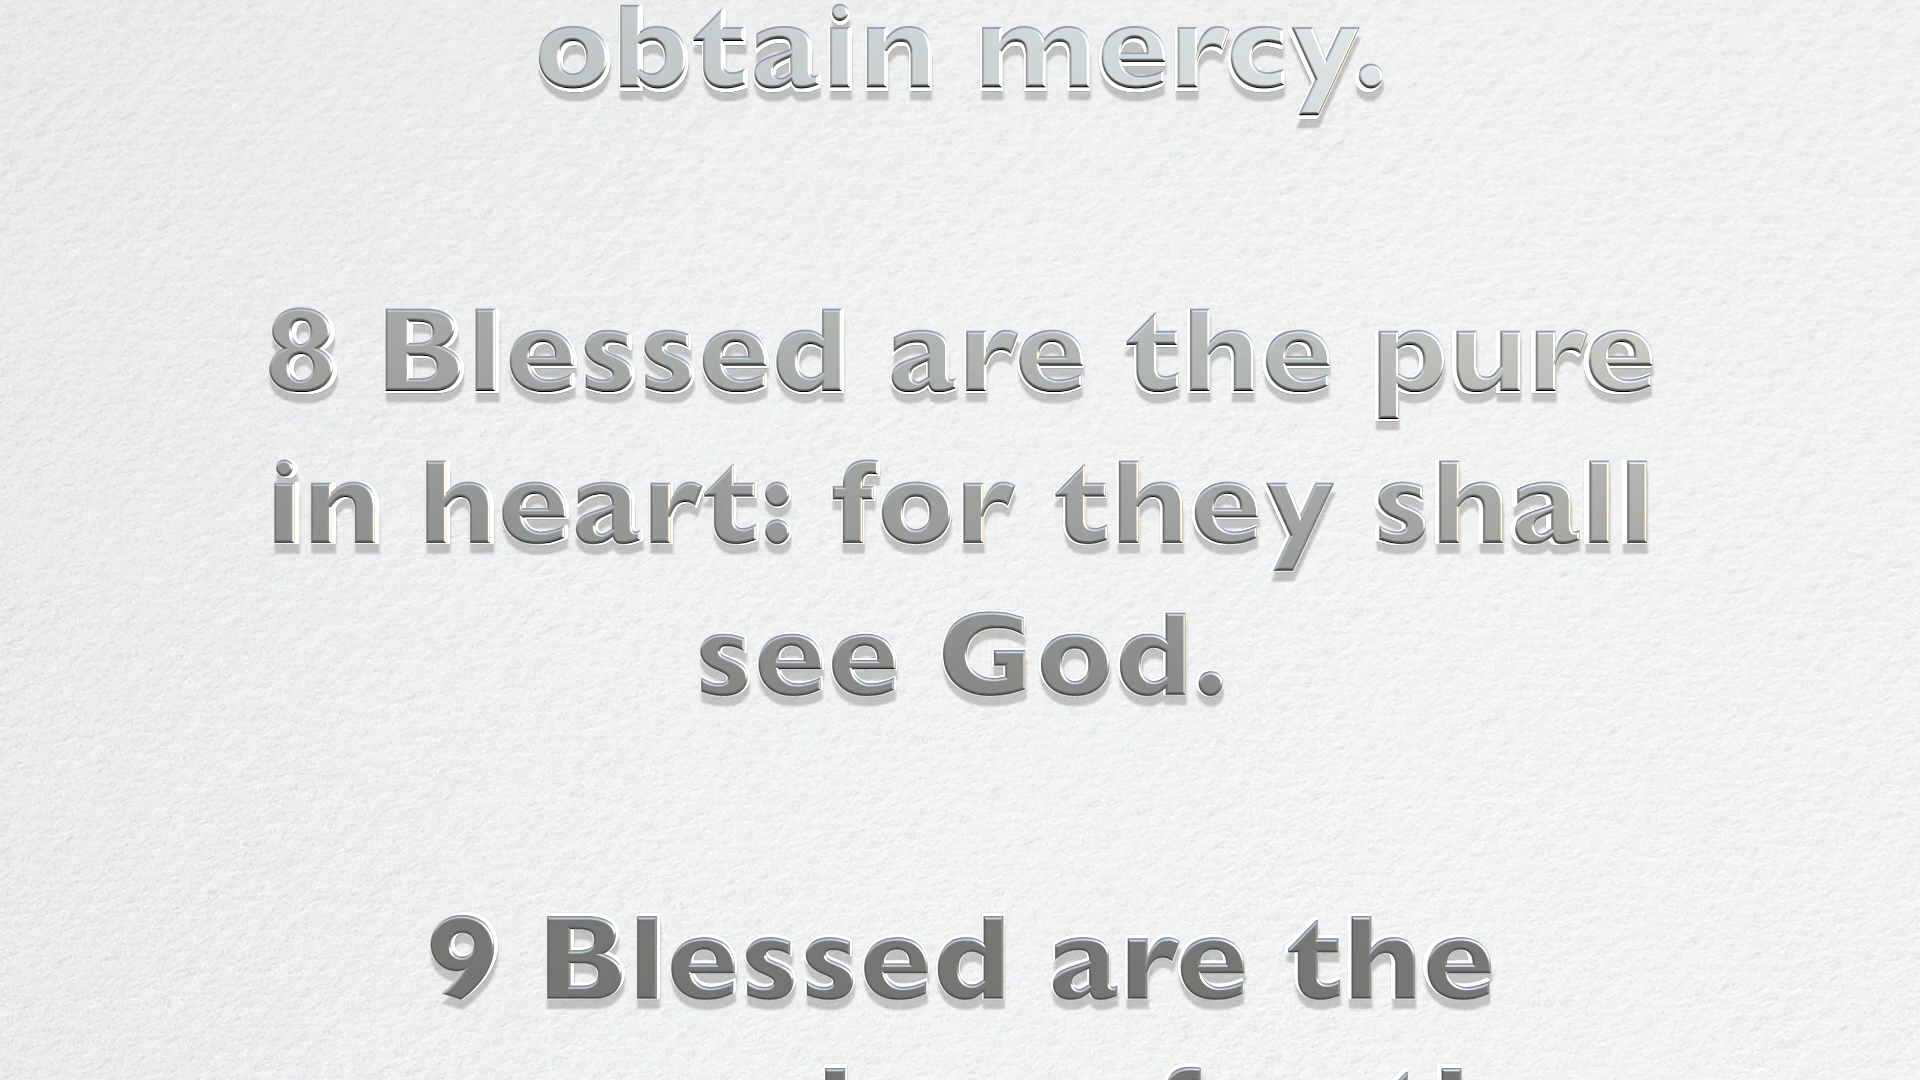 obtain mercy.
8 Blessed are the pure
in heart: for they shall
see God.
9 Blessed are the